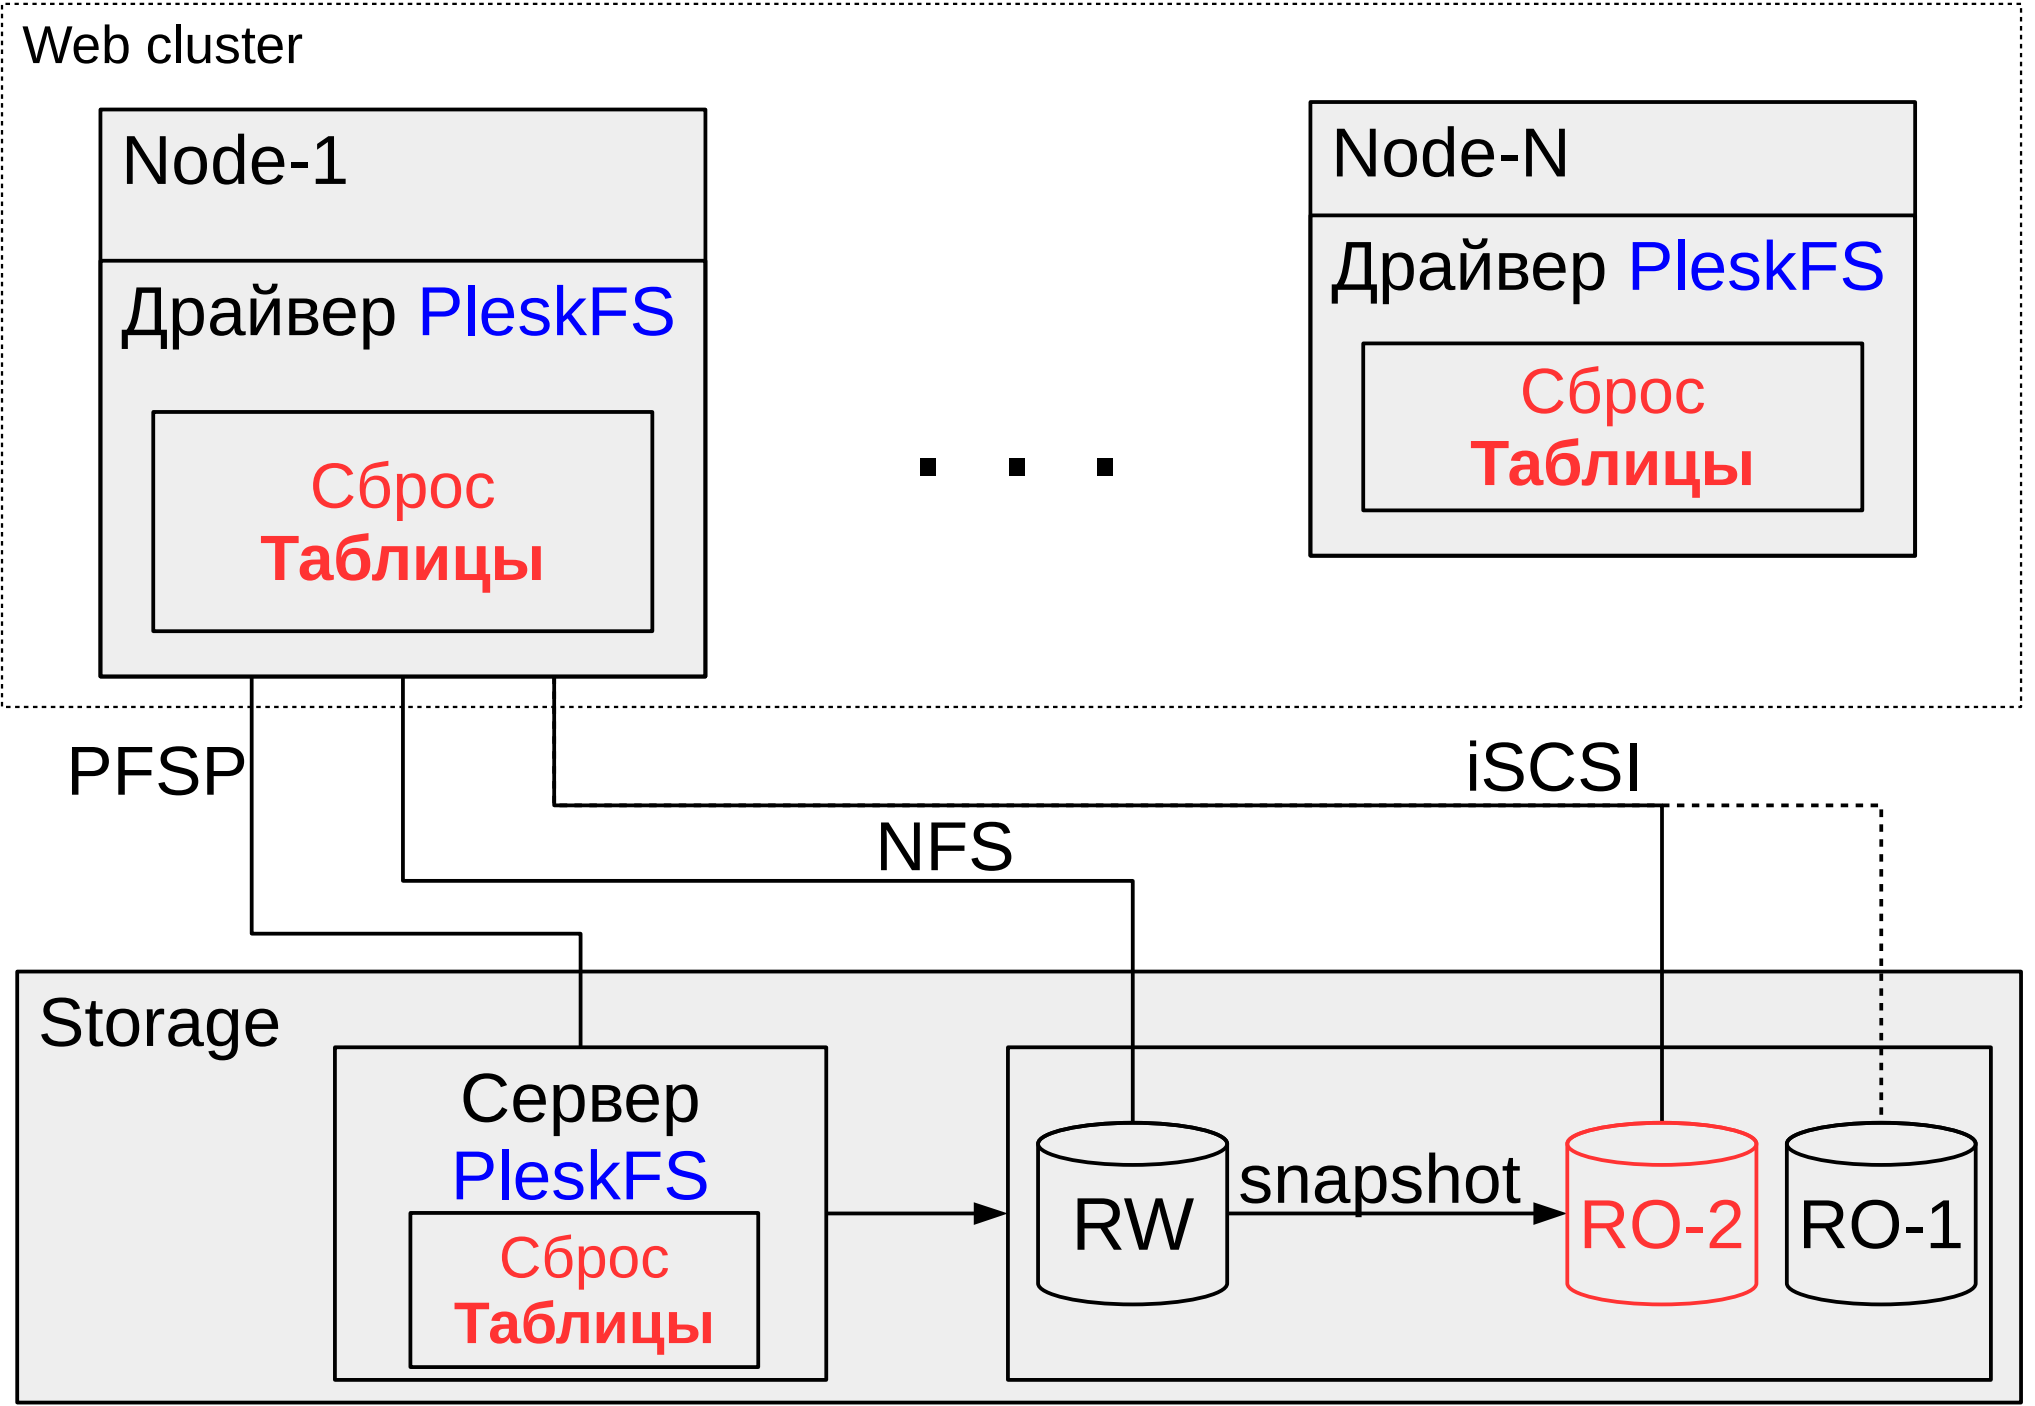 Web cluster
Node-1
Драйвер PleskFS
Сброс
Таблицы
. . .
Node-N
Драйвер PleskFS
Сброс
Таблицы
PFSP
NFS
iSCSI
Storage
Сервер
PleskFS
Сброс
Таблицы
RW
snapshot
RO-2
RO-1